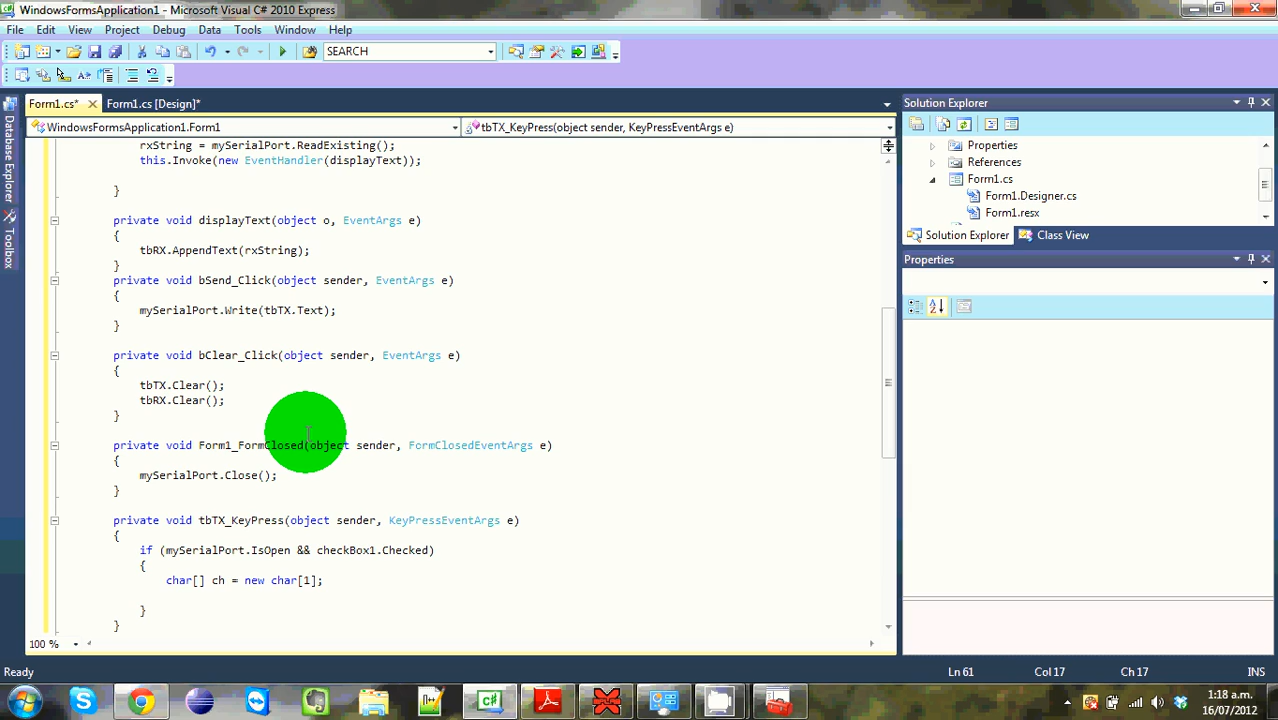 WindowsFormsApplication1 - Microsoft Visual C# 2010 Express
File Edit View Project Debug Data Tools Window Help
SEARCH
Form1.cs* Form1.cs [Design]*
WindowsFormsApplication1.Form1 tbTX_KeyPress(object sender, KeyPressEventArgs e)
Database Explorer
Toolbox
rxString = mySerialPort.ReadExisting();
this.Invoke(new EventHandler(displayText));
}
private void displayText(object o, EventArgs e)
{
tbRX.AppendText(rxString);
}
private void bSend_Click(object sender, EventArgs e)
{
mySerialPort.Write(tbTX.Text);
}
private void bClear_Click(object sender, EventArgs e)
{
tbTX.Clear();
tbRX.Clear();
}
private void Form1_FormClosed(object sender, FormClosedEventArgs e)
{
mySerialPort.Close();
}
private void tbTX_KeyPress(object sender, KeyPressEventArgs e)
{
if (mySerialPort.IsOpen && checkBox1.Checked)
{
char[] ch = new char[1];
}
}
100 %
Solution Explorer
Properties
References
Form1.cs
Form1.Designer.cs
Form1.resx
Solution Explorer Class View
Properties
Ready Ln 61 Col 17 Ch 17 INS
1:18 a.m.
16/07/2012